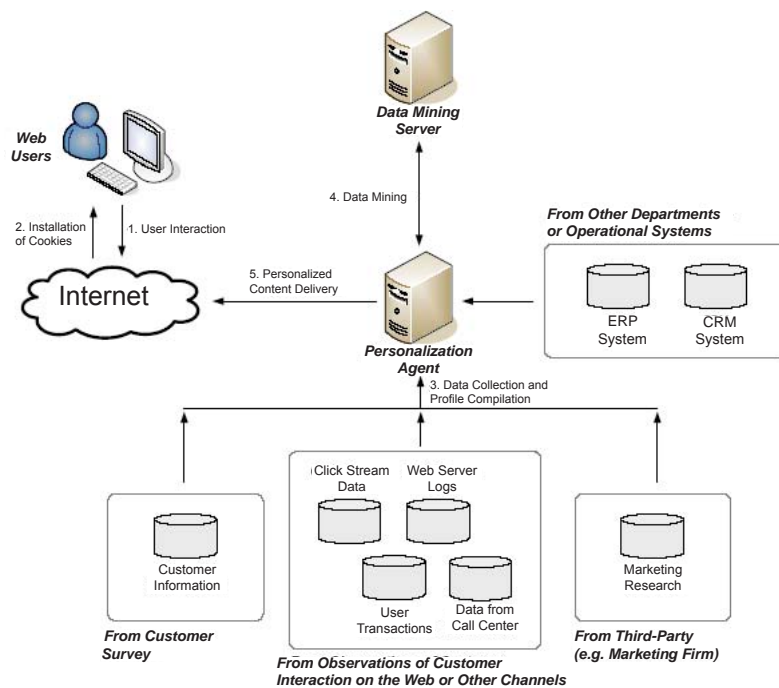 Data Mining
Server
Web
Users
4. Data Mining
2. Installation
of Cookies
1. User Interaction
From Other Departments
or Operational Systems
Internet
5. Personalized
Content Delivery
ERP
System
CRM
System
Personalization
Agent
3. Data Collection and
Profile Compilation
Click Stream
Data
Web Server
Logs
Customer
Information
User
Transactions
Data from
Call Center
Marketing
Research
From Customer
Survey
From Observations of Customer
Interaction on the Web or Other Channels
From Third-Party
(e.g. Marketing Firm)